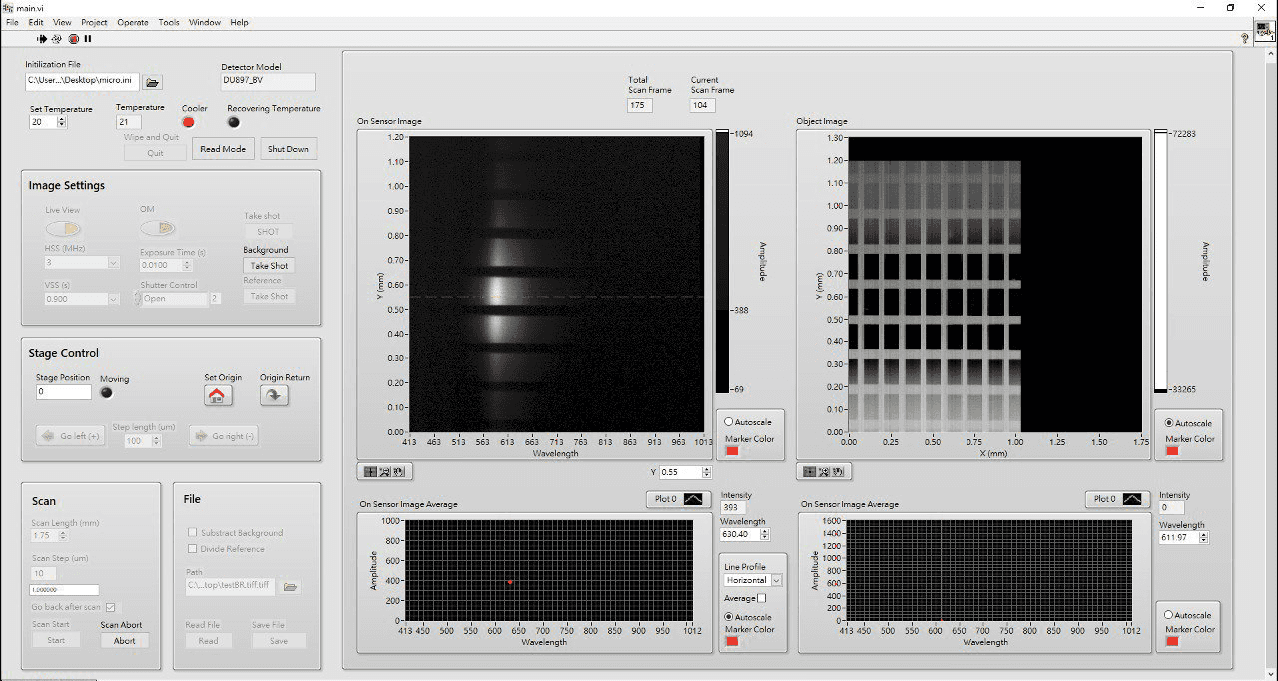 main.vi
File Edit View Project Operate Tools Window Help
Initilization File
C:\User...\Desktop\micro.ini
Detector Model
DU897_BV
Set Temperature
20
Temperature
21
Cooler
Recovering Temperature
Wipe and Quit
Quit
Read Mode
Shut Down
Image Settings
Live View
OM
Take shot
SHOT
HSS (MHz)
3
Exposure Time (s)
0.0100
Background
Take Shot
VSS (s)
0.900
Shutter Control
Open
2
Reference
Take Shot
Stage Control
Stage Position
0
Moving
Set Origin
Origin Return
Go left (+)
Step length (um)
100
Go right (-)
Scan
Scan Length (mm)
1.75
Scan Step (um)
10
1.000000
Go back after scan
Scan Start
Start
Scan Abort
Abort
File
Substract Background
Divide Reference
Path
C:\...top\testBR.tiff.tiff
Read File
Read
Save File
Save
Total
Scan Frame
175
Current
Scan Frame
104
On Sensor Image
1.20
1.10
1.00
0.90
0.80
0.70
0.60
0.50
0.40
0.30
0.20
0.10
0.00
Y (mm)
413 463 513 563 613 663 713 763 813 863 913 963 1013
Wavelength
1094
388
69
Amplitude
Autoscale
Marker Color
Y 0.55
Object Image
1.30
1.20
1.10
1.00
0.90
0.80
0.70
0.60
0.50
0.40
0.30
0.20
0.10
0.00
Y (mm)
0.00 0.25 0.50 0.75 1.00 1.25 1.50 1.75
X (mm)
72283
33265
Amplitude
Autoscale
Marker Color
On Sensor Image Average
Plot 0
1000
800
600
400
200
0
Amplitude
413 450 500 550 600 650 700 750 800 850 900 950 1012
Wavelength
Intensity
393
Wavelength
630.40
Line Profile
Horizontal
Average
Autoscale
Marker Color
On Sensor Image Average
Plot 0
1600
1400
1200
1000
800
600
400
200
0
Amplitude
413 450 500 550 600 650 700 750 800 850 900 950 1012
Wavelength
Intensity
0
Wavelength
611.97
Autoscale
Marker Color